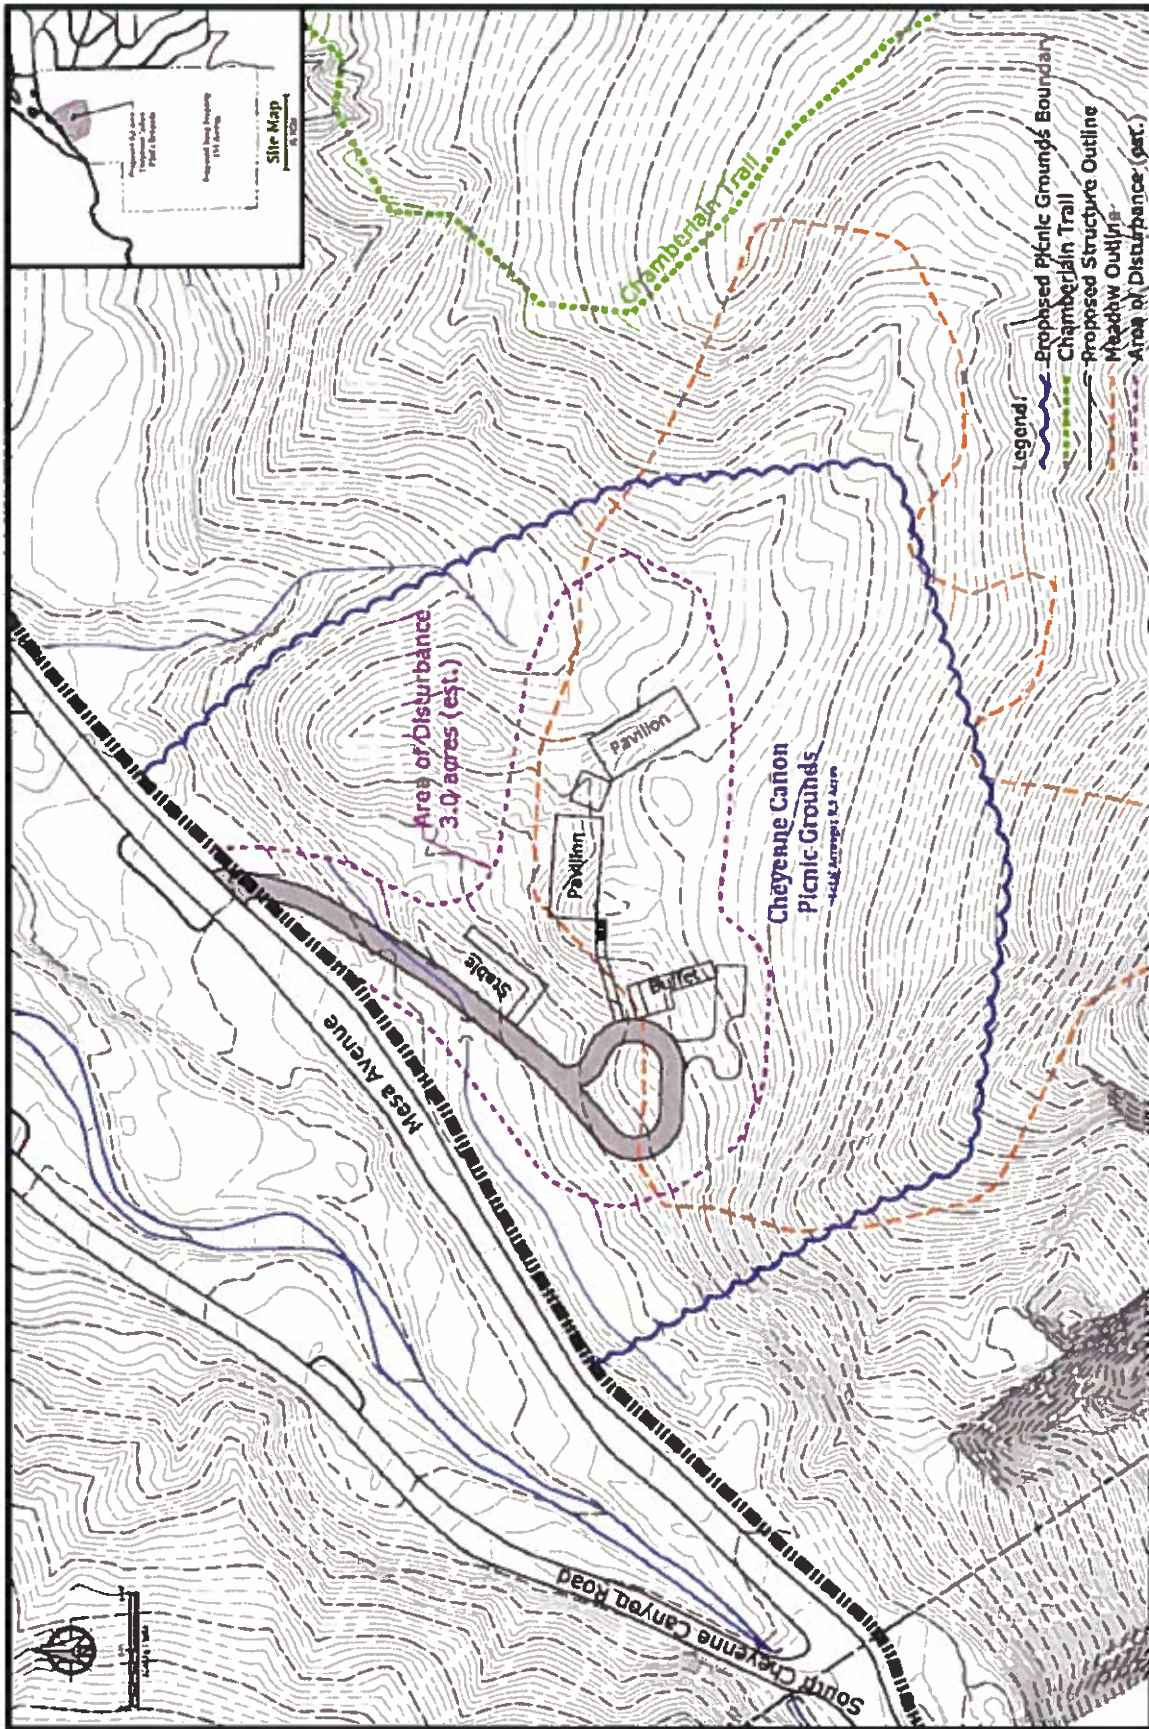 Site Map
Chamberlain Trail
Area of Disturbance
3.0 acres (est.)
Mesa Avenue
Stable
Pavilion
Pavilion
Buffet
Cheyenne Canon
Picnic Grounds
South Cheyenne Canyon Road
Legend:
Proposed Picnic Grounds Boundary
Chamberlain Trail
Proposed Structure Outline
Meadow Outline
Area of Disturbance (est.)